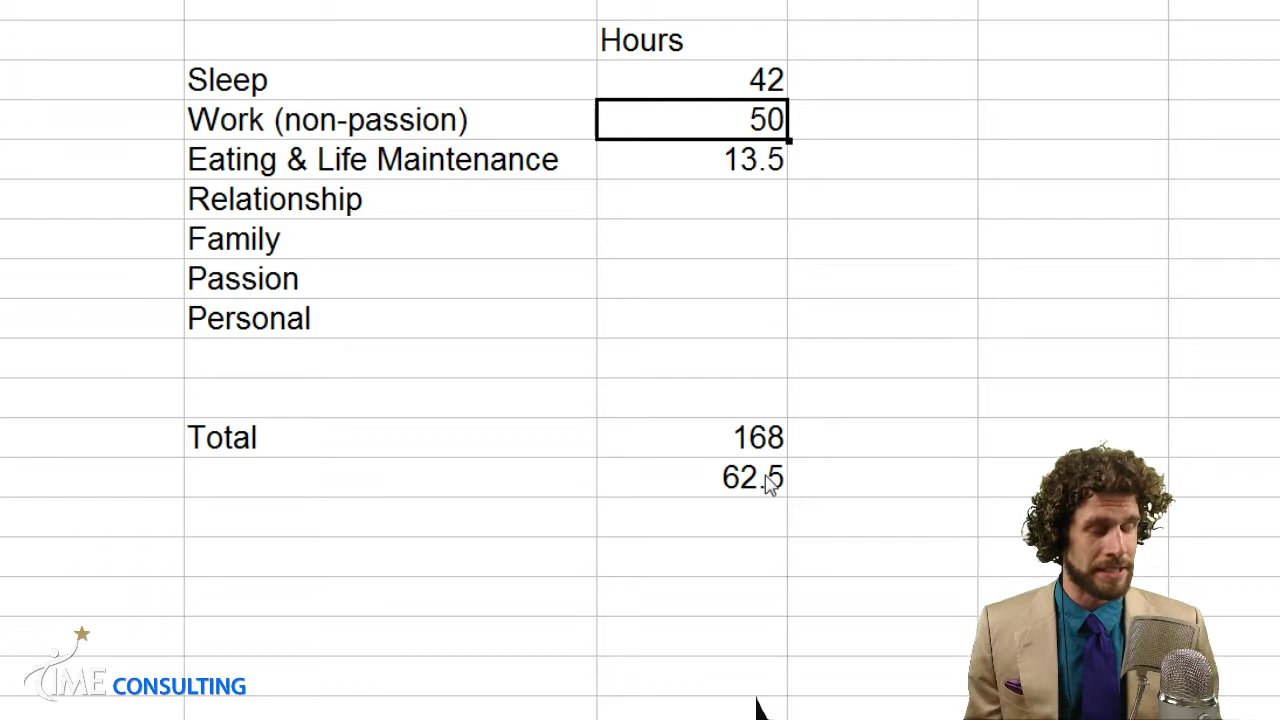 Hours
Sleep 42
Work (non-passion) 50
Eating & Life Maintenance 13.5
Relationship
Family
Passion
Personal
Total 168
62.5
TIME CONSULTING